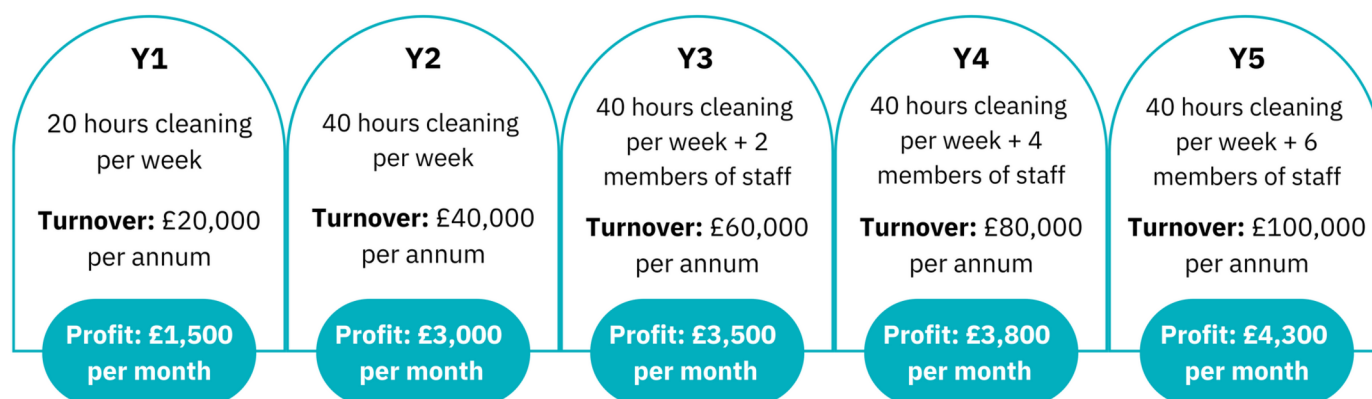 Y1
20 hours cleaning
per week
Turnover: £20,000
per annum
Profit: £1,500
per month
Y2
40 hours cleaning
per week
Turnover: £40,000
per annum
Profit: £3,000
per month
Y3
40 hours cleaning
per week + 2
members of staff
Turnover: £60,000
per annum
Profit: £3,500
per month
Y4
40 hours cleaning
per week + 4
members of staff
Turnover: £80,000
per annum
Profit: £3,800
per month
Y5
40 hours cleaning
per week + 6
members of staff
Turnover: £100,000
per annum
Profit: £4,300
per month